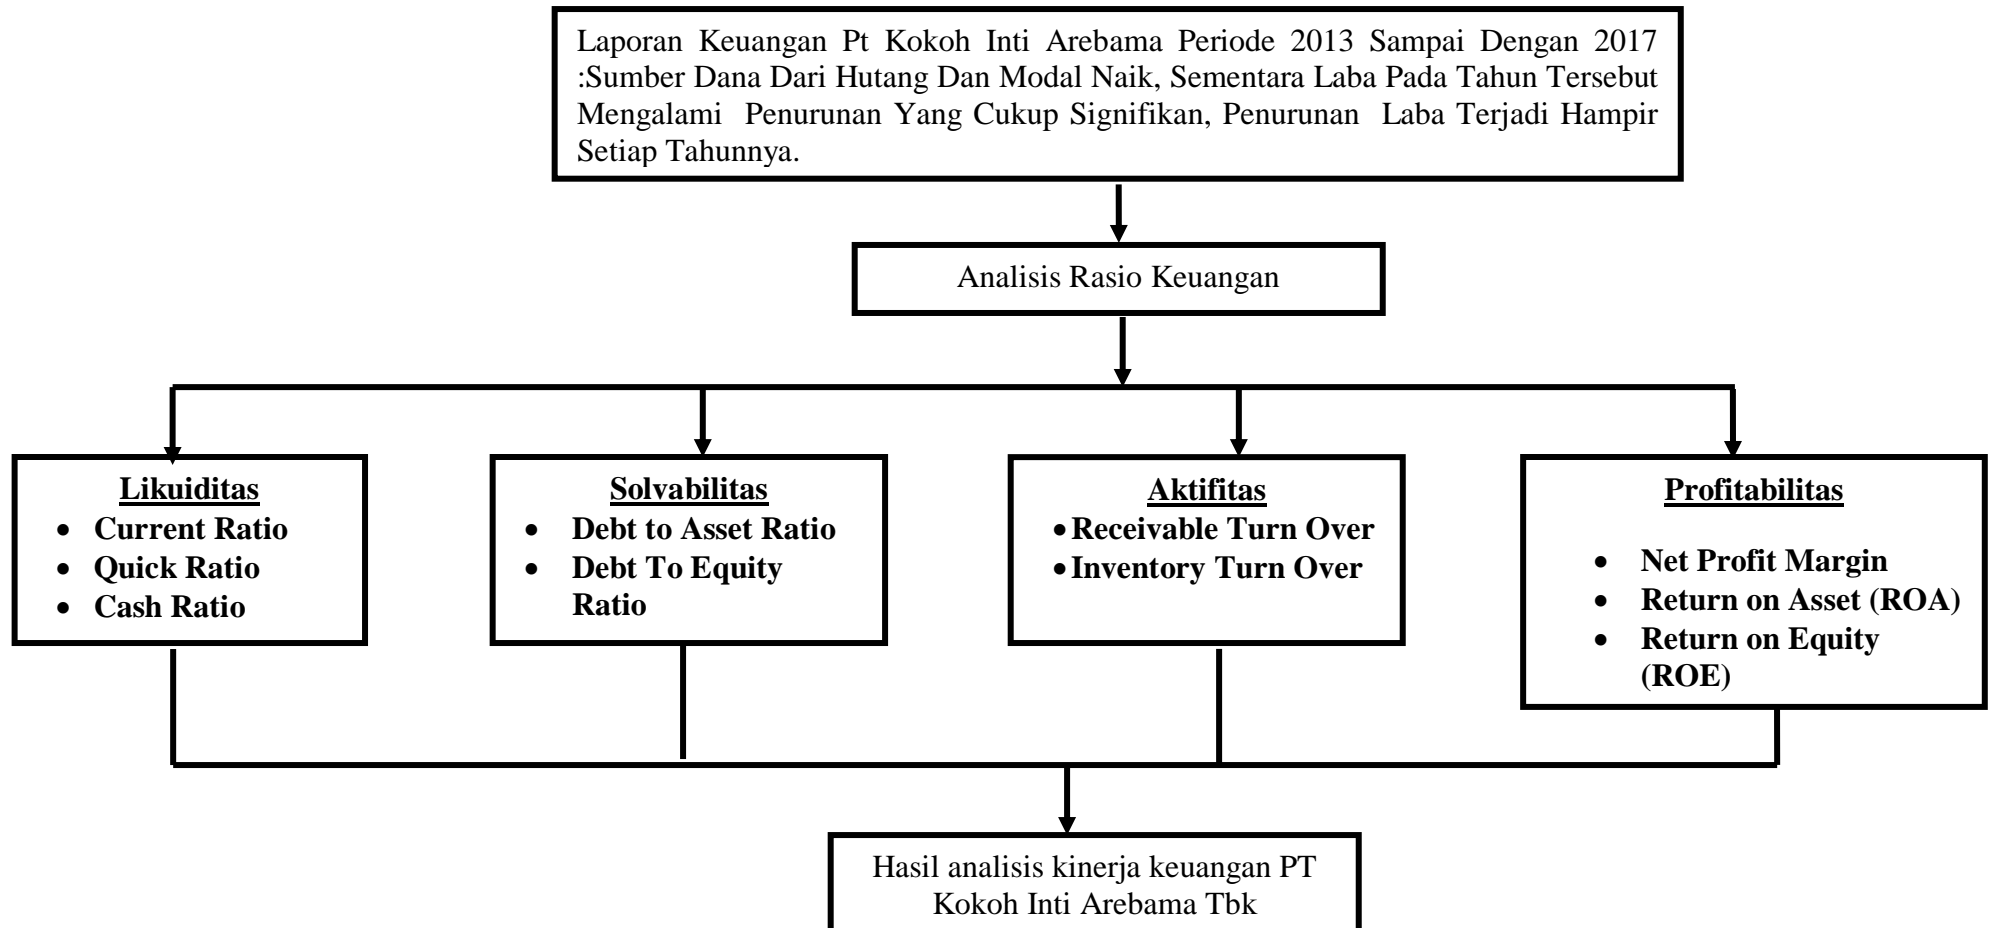 Laporan Keuangan Pt Kokoh Inti Arebama Periode 2013 Sampai Dengan 2017
:Sumber Dana Dari Hutang Dan Modal Naik, Sementara Laba Pada Tahun Tersebut
Mengalami Penurunan Yang Cukup Signifikan, Penurunan Laba Terjadi Hampir
Setiap Tahunnya.
Analisis Rasio Keuangan
Likuiditas
• Current Ratio
• Quick Ratio
• Cash Ratio
Solvabilitas
• Debt to Asset Ratio
• Debt To Equity
Ratio
Aktifitas
• Receivable Turn Over
• Inventory Turn Over
Profitabilitas
• Net Profit Margin
• Return on Asset (ROA)
• Return on Equity
(ROE)
Hasil analisis kinerja keuangan PT
Kokoh Inti Arebama Tbk